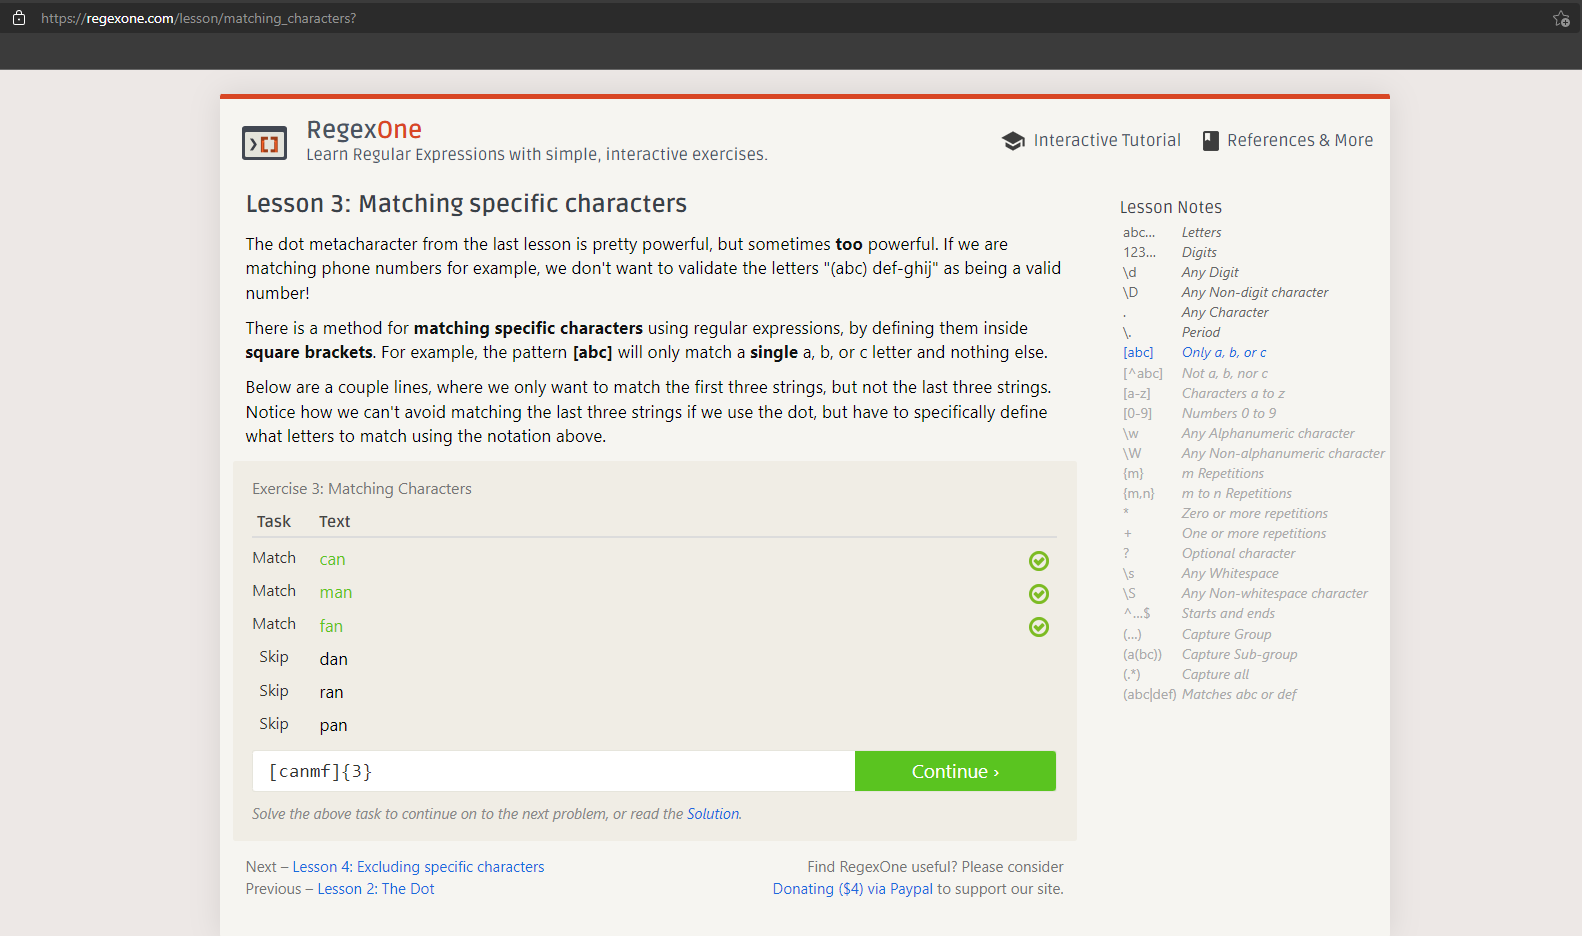 https://regexone.com/lesson/matching_characters?
RegexOne
Learn Regular Expressions with simple, interactive exercises.
Interactive Tutorial
References & More
Lesson 3: Matching specific characters
The dot metacharacter from the last lesson is pretty powerful, but sometimes too powerful. If we are
matching phone numbers for example, we don't want to validate the letters "(abc) def-ghij" as being a valid
number!
There is a method for matching specific characters using regular expressions, by defining them inside
square brackets. For example, the pattern [abc] will only match a single a, b, or c letter and nothing else.
Below are a couple lines, where we only want to match the first three strings, but not the last three strings.
Notice how we can't avoid matching the last three strings if we use the dot, but have to specifically define
what letters to match using the notation above.
Exercise 3: Matching Characters
Task Text
Match can
Match man
Match fan
Skip dan
Skip ran
Skip pan
[canmf]{3}
Continue ›
Solve the above task to continue on to the next problem, or read the Solution.
Next – Lesson 4: Excluding specific characters
Previous – Lesson 2: The Dot
Find RegexOne useful? Please consider
Donating ($4) via Paypal to support our site.
Lesson Notes
abc… Letters
123… Digits
\d Any Digit
\D Any Non-digit character
. Any Character
\. Period
[abc] Only a, b, or c
[^abc] Not a, b, nor c
[a-z] Characters a to z
[0-9] Numbers 0 to 9
\w Any Alphanumeric character
\W Any Non-alphanumeric character
{m} m Repetitions
{m,n} m to n Repetitions
* Zero or more repetitions
+ One or more repetitions
? Optional character
\s Any Whitespace
\S Any Non-whitespace character
^…$ Starts and ends
(…) Capture Group
(a(bc)) Capture Sub-group
(.*) Capture all
(abc|def) Matches abc or def